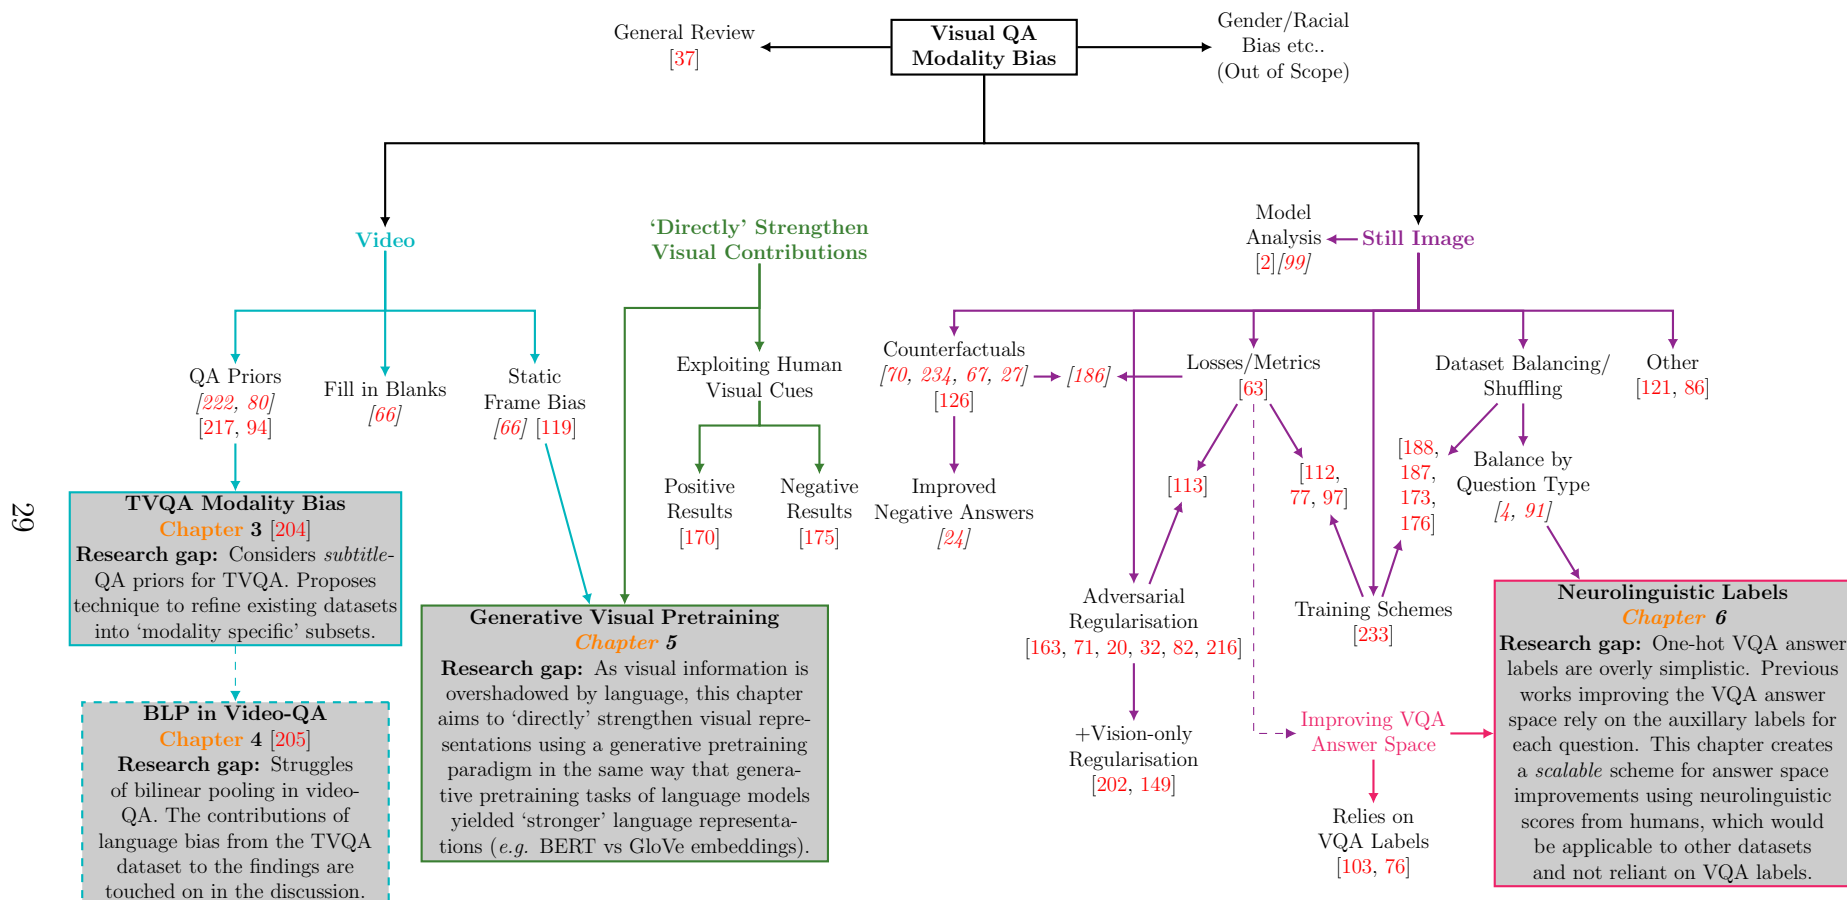 General Review
[37]
Visual QA
Modality Bias
Gender/Racial
Bias etc..
(Out of Scope)
Video
‘Directly’ Strengthen
Visual Contributions
Model
Analysis
[2][99]
Still Image
QA Priors
[222, 80]
[217, 94]
Fill in Blanks
[66]
Static
Frame Bias
[66] [119]
Exploiting Human
Visual Cues
Positive
Results
[170]
Negative
Results
[175]
Counterfactuals
[70, 234, 67, 27]
[126]
[186]
Losses/Metrics
[63]
Dataset Balancing/
Shuffling
Other
[121, 86]
Improved
Negative Answers
[24]
[113]
[112,
77, 97]
[188,
187,
173,
176]
Balance by
Question Type
[4, 91]
TVQA Modality Bias
Chapter 3 [204]
Research gap: Considers subtitle-
QA priors for TVQA. Proposes
technique to refine existing datasets
into ‘modality specific’ subsets.
BLP in Video-QA
Chapter 4 [205]
Research gap: Struggles
of bilinear pooling in video-
QA. The contributions of
language bias from the TVQA
dataset to the findings are
touched on in the discussion.
Generative Visual Pretraining
Chapter 5
Research gap: As visual information is
overshadowed by language, this chapter
aims to ‘directly’ strengthen visual repre-
sentations using a generative pretraining
paradigm in the same way that genera-
tive pretraining tasks of language models
yielded ‘stronger’ language representa-
tions (e.g. BERT vs GloVe embeddings).
Adversarial
Regularisation
[163, 71, 20, 32, 82, 216]
+Vision-only
Regularisation
[202, 149]
Training Schemes
[233]
Improving VQA
Answer Space
Relies on
VQA Labels
[103, 76]
Neurolinguistic Labels
Chapter 6
Research gap: One-hot VQA answer
labels are overly simplistic. Previous
works improving the VQA answer
space rely on the auxillary labels for
each question. This chapter creates
a scalable scheme for answer space
improvements using neurolinguistic
scores from humans, which would
be applicable to other datasets
and not reliant on VQA labels.
29